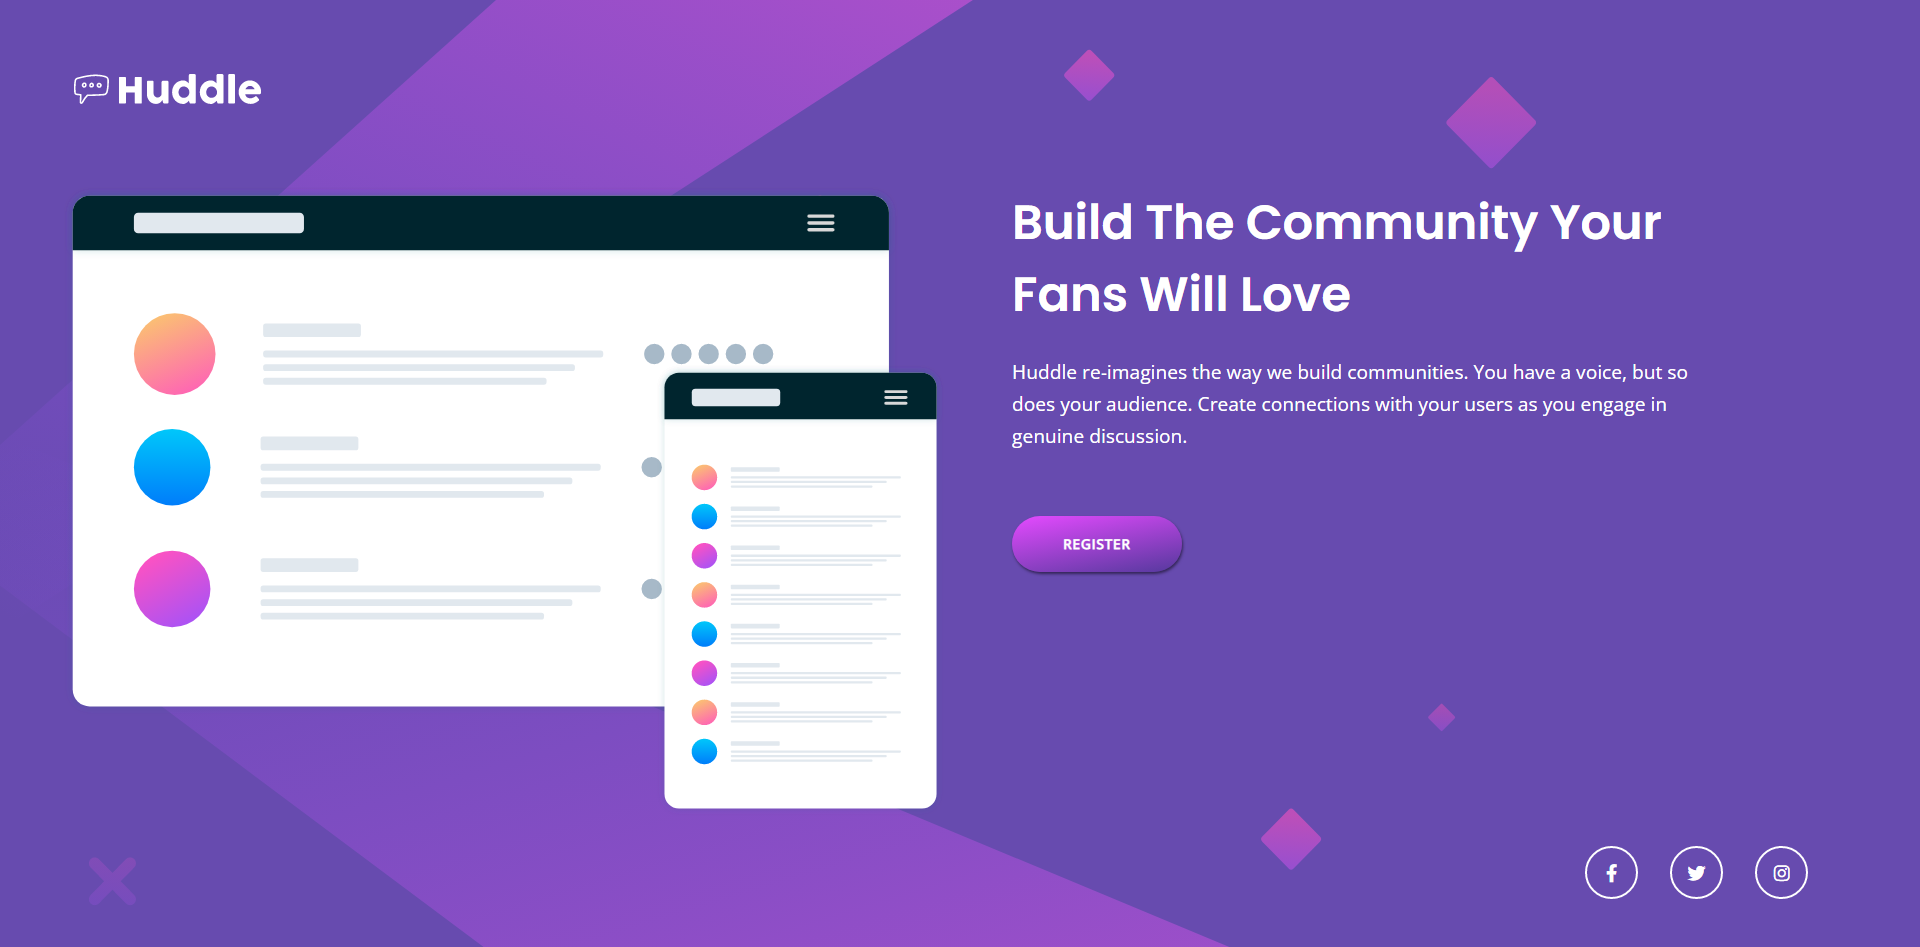 Huddle
Build The Community Your
Fans Will Love
Huddle re-imagines the way we build communities. You have a voice, but so
does your audience. Create connections with your users as you engage in
genuine discussion.
REGISTER